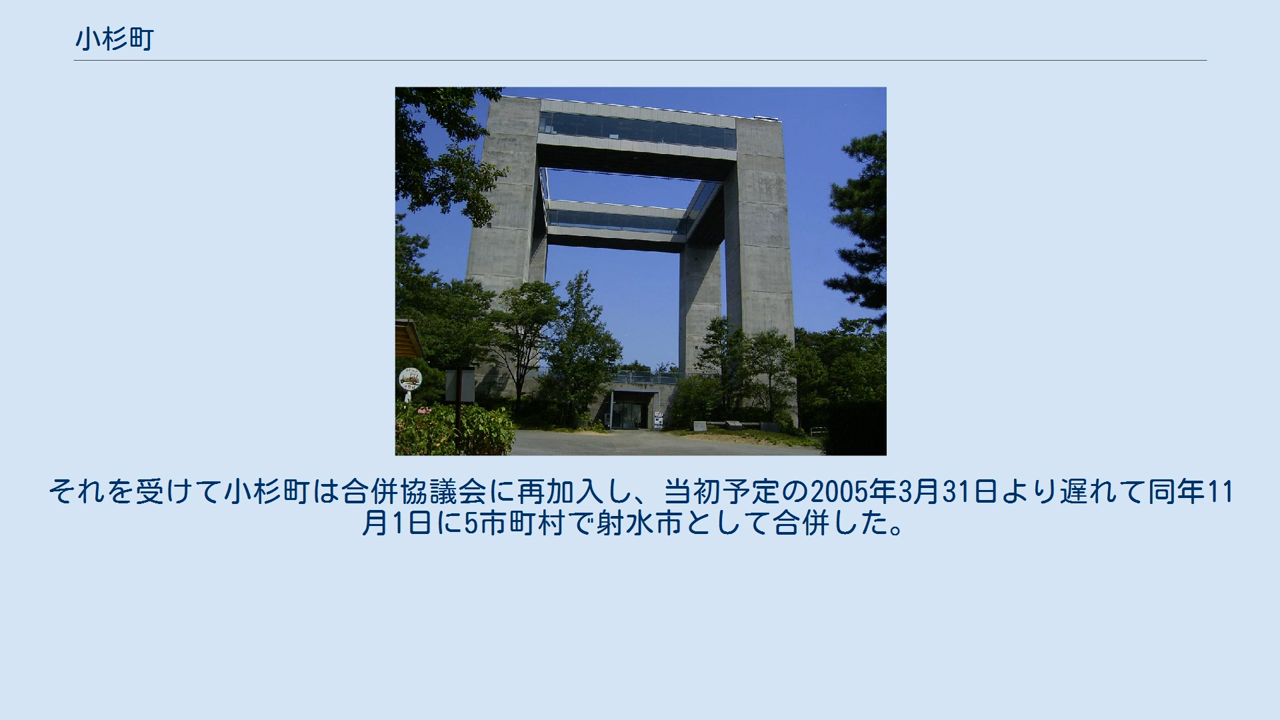 小杉町
それを受けて小杉町は合併協議会に再加入し、当初予定の2005年3月31日より遅れて同年11
月1日に5市町村で射水市として合併した。